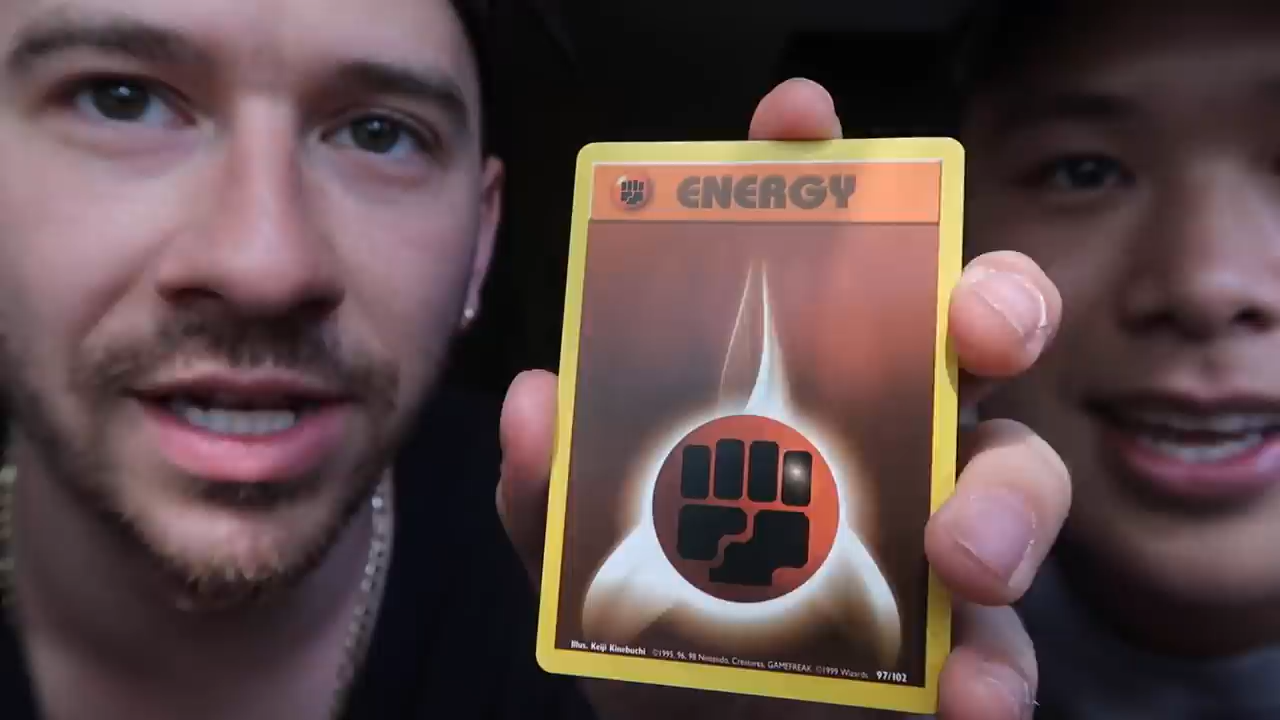 ENERGY
Illus. Keiji Kinebuchi ©1995, 96, 98 Nintendo, Creatures, GAMEFREAK. ©1999 Wizards. 97/102